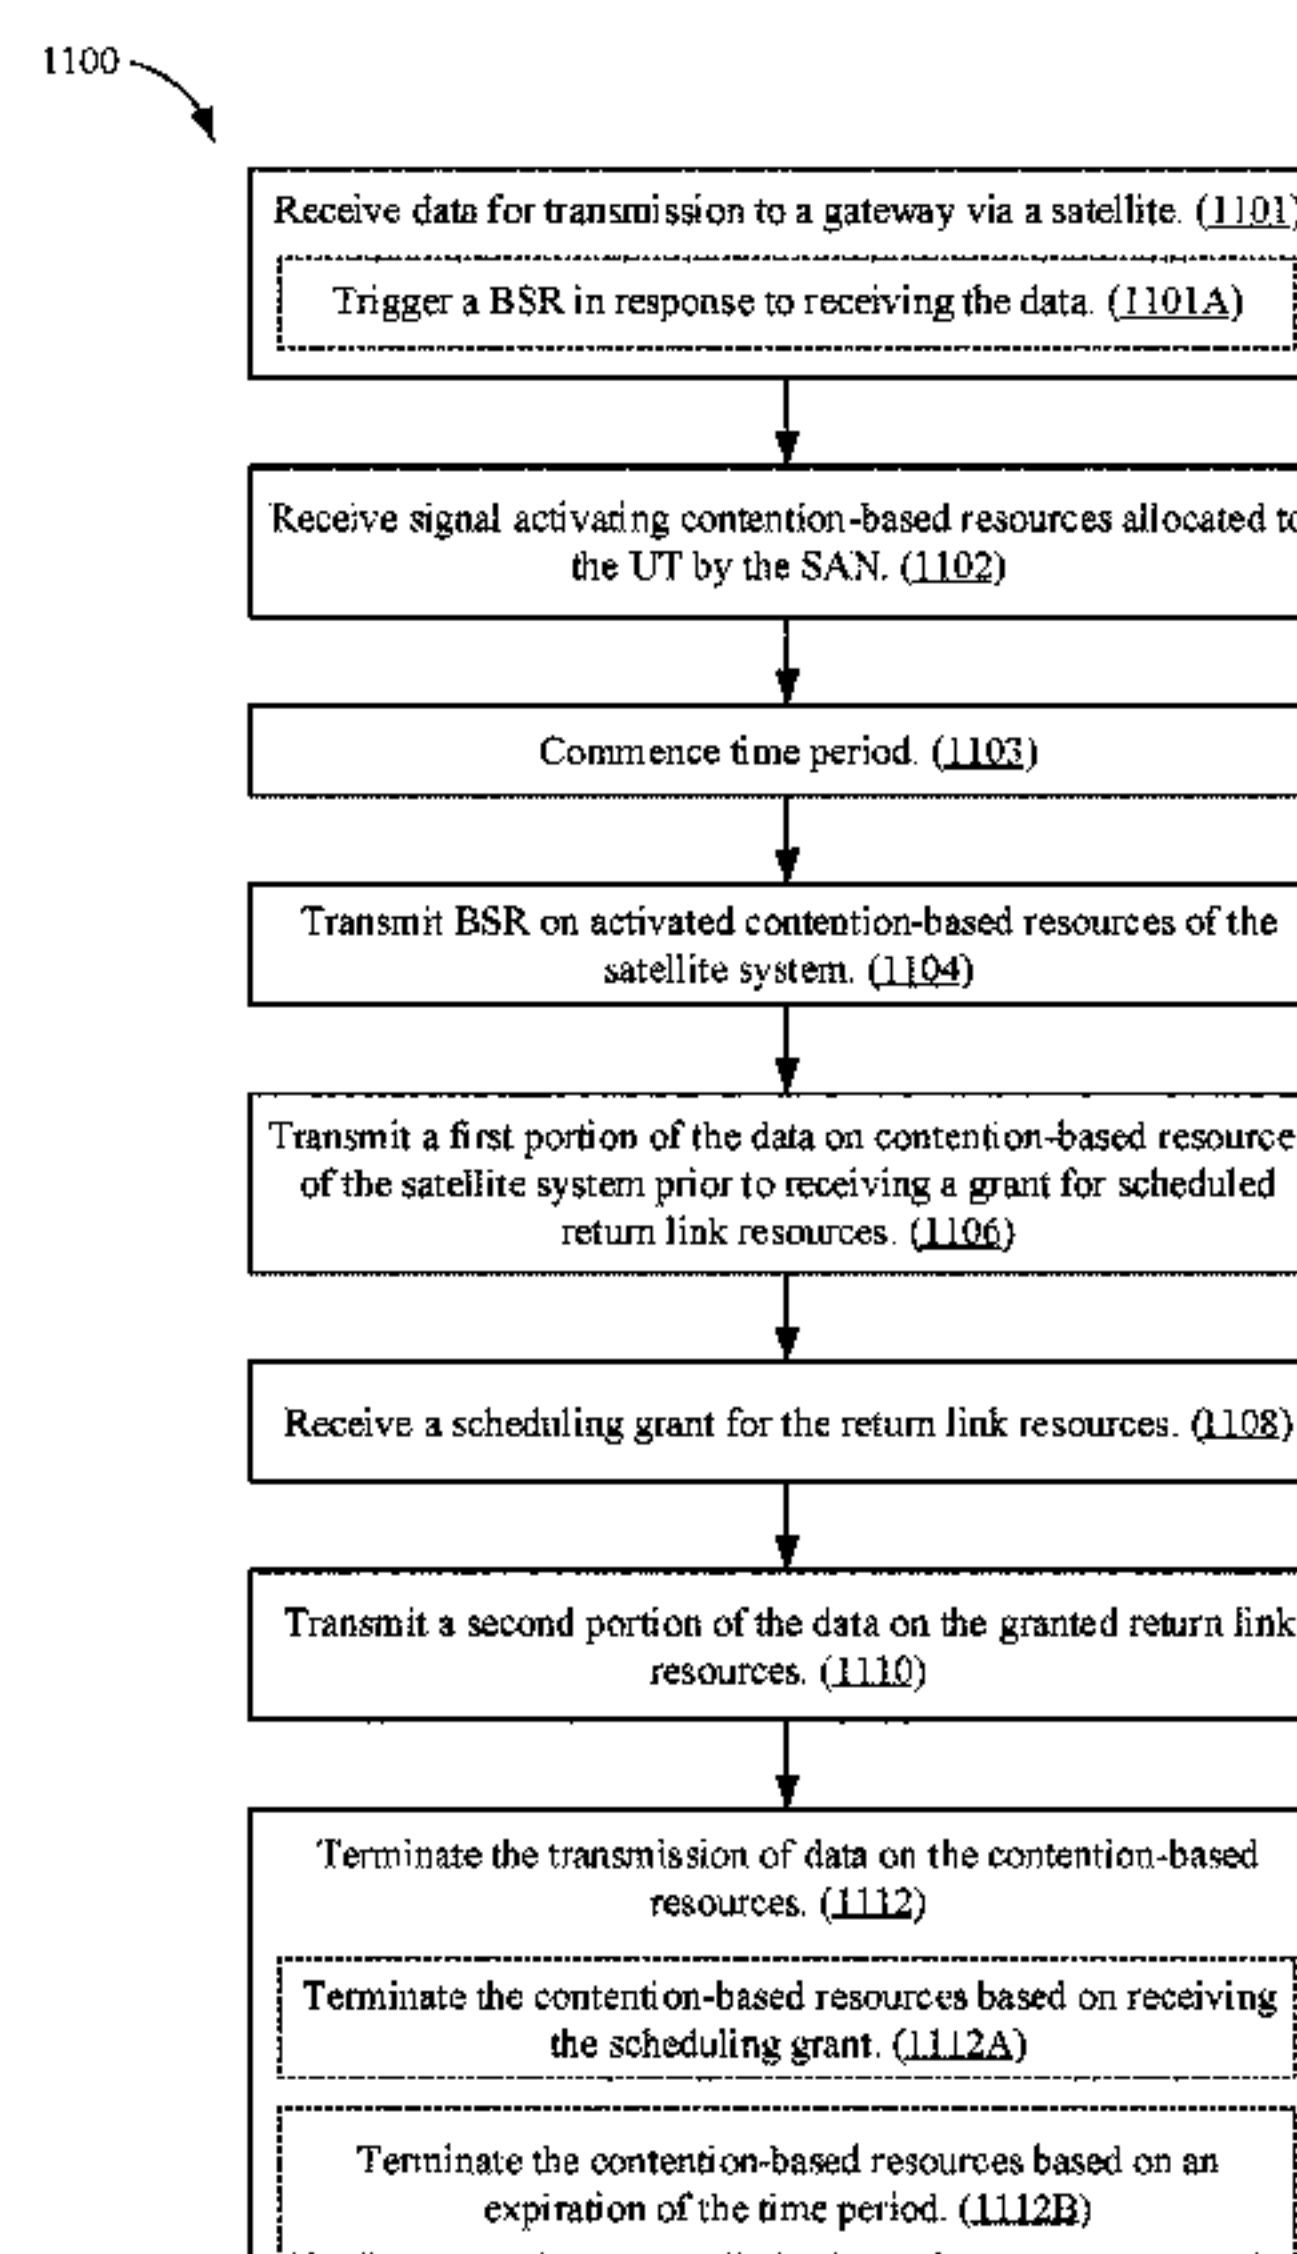 1100
Receive data for transmission to a gateway via a satellite. (1101)
Trigger a BSR in response to receiving the data. (1101A)
Receive signal activating contention-based resources allocated to
the UT by the SAN. (1102)
Commence time period. (1103)
Transmit BSR on activated contention-based resources of the
satellite system. (1104)
Transmit a first portion of the data on contention-based resource
of the satellite system prior to receiving a grant for scheduled
return link resources. (1106)
Receive a scheduling grant for the return link resources. (1108)
Transmit a second portion of the data on the granted return link
resources. (1110)
Terminate the transmission of data on the contention-based
resources. (1112)
Terminate the contention-based resources based on receiving
the scheduling grant. (1112A)
Terminate the contention-based resources based on an
expiration of the time period. (1112B)